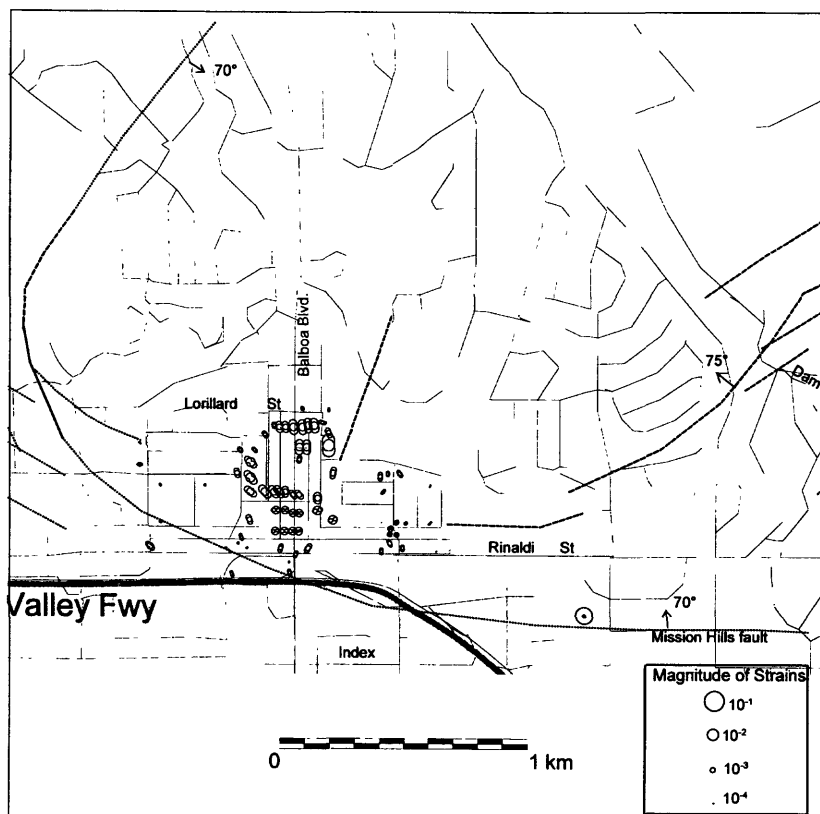 70°
Balboa Blvd.
75°
Dam
Lorillard St
Rinaldi St
Valley Fwy
70°
Mission Hills fault
Index
Magnitude of Strains
10⁻¹
10⁻²
10⁻³
10⁻⁴
0 1 km